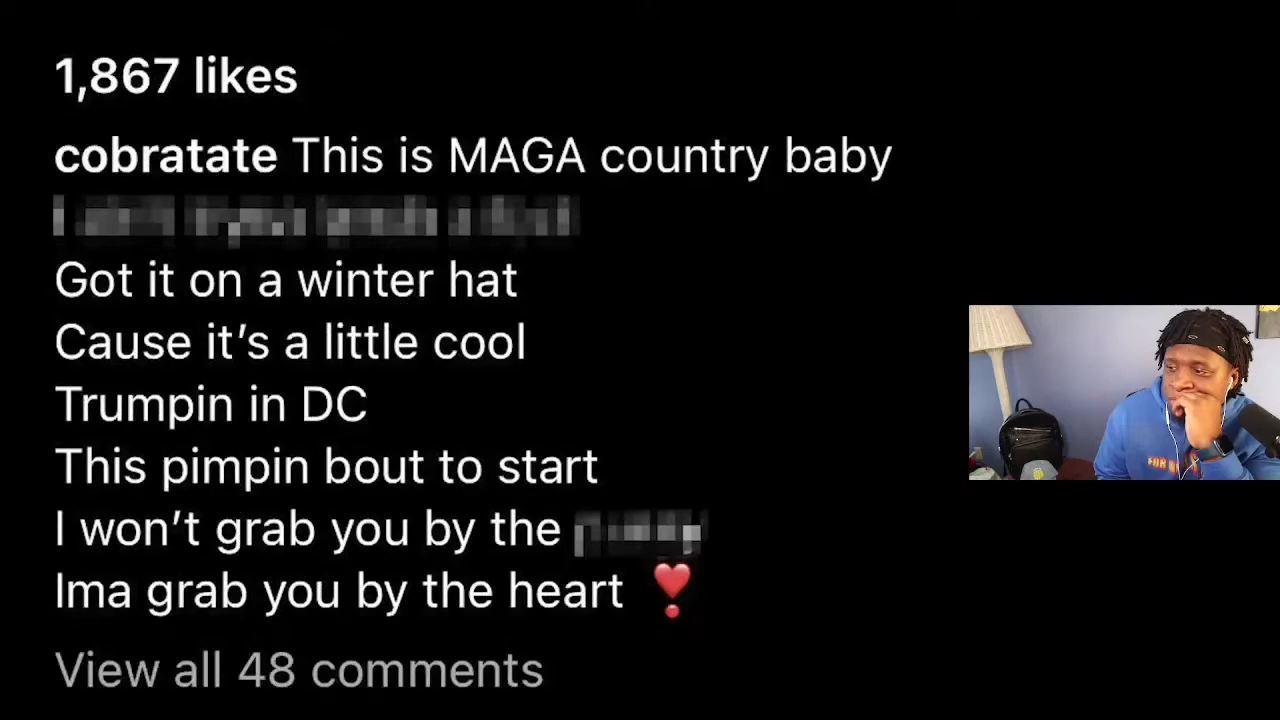 1,867 likes
cobratate This is MAGA country baby
Got it on a winter hat
Cause it’s a little cool
Trumpin in DC
This pimpin bout to start
I won’t grab you by the
Ima grab you by the heart ❣️
View all 48 comments